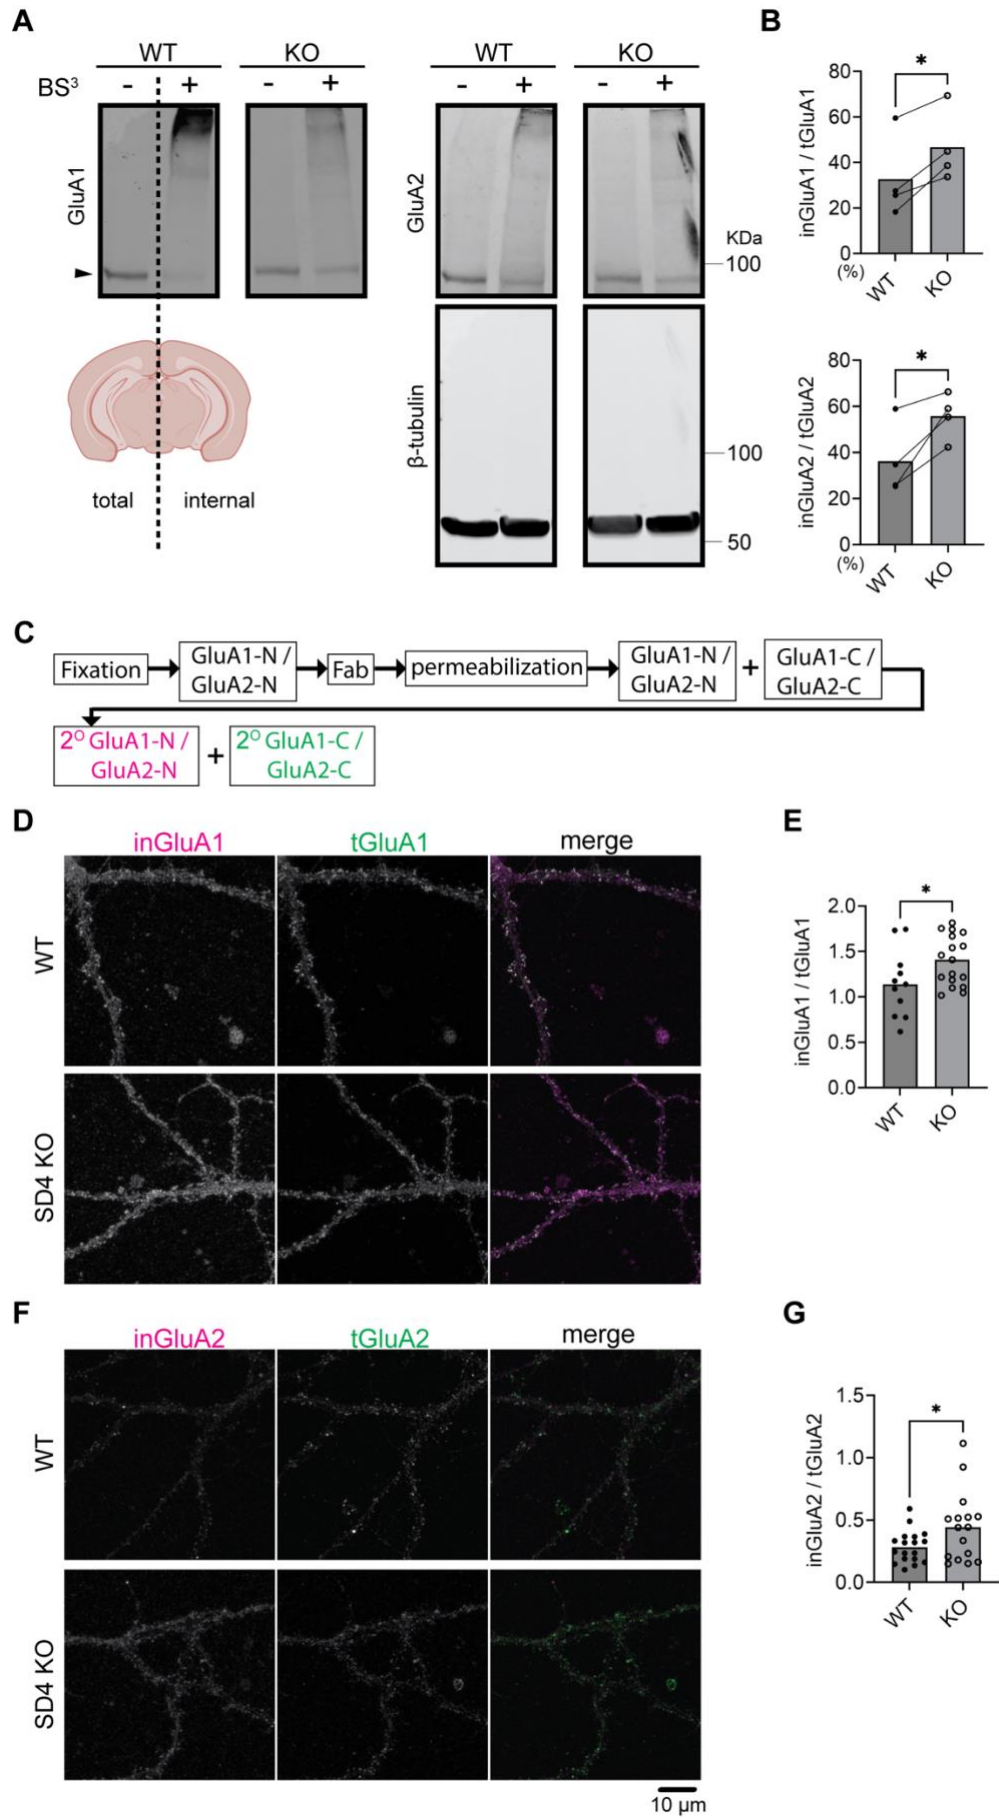 A
WT
KO
WT
KO
BS³
-
+
-
+
-
+
-
+
GluA1
GluA2
KDa
100
β-tubulin
100
50
total
internal
B
*
80
60
40
20
0
(%)
inGluA1 / tGluA1
WT
KO
*
80
60
40
20
0
(%)
inGluA2 / tGluA2
WT
KO
C
Fixation
GluA1-N /
GluA2-N
Fab
permeabilization
GluA1-N /
GluA2-N
+
GluA1-C /
GluA2-C
2º GluA1-N /
GluA2-N
+
2º GluA1-C /
GluA2-C
D
inGluA1
tGluA1
merge
WT
SD4 KO
E
*
2.0
1.5
1.0
0.5
0.0
inGluA1 / tGluA1
WT
KO
F
inGluA2
tGluA2
merge
WT
SD4 KO
10 µm
G
*
1.5
1.0
0.5
0.0
inGluA2 / tGluA2
WT
KO